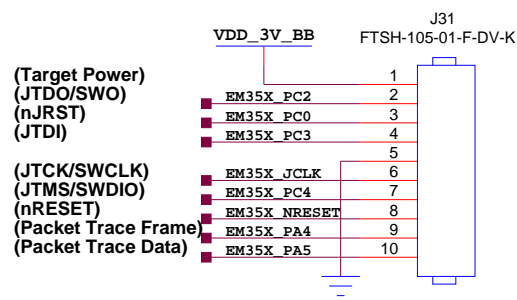 J31
VDD_3V_BB FTSH-105-01-F-DV-K
(Target Power) 1
(JTDO/SWO) EM35X_PC2 2
(nJRST) EM35X_PC0 3
(JTDI) EM35X_PC3 4
5
(JTCK/SWCLK) EM35X_JCLK 6
(JTMS/SWDIO) EM35X_PC4 7
(nRESET) EM35X_NRESET 8
(Packet Trace Frame) EM35X_PA4 9
(Packet Trace Data) EM35X_PA5 10